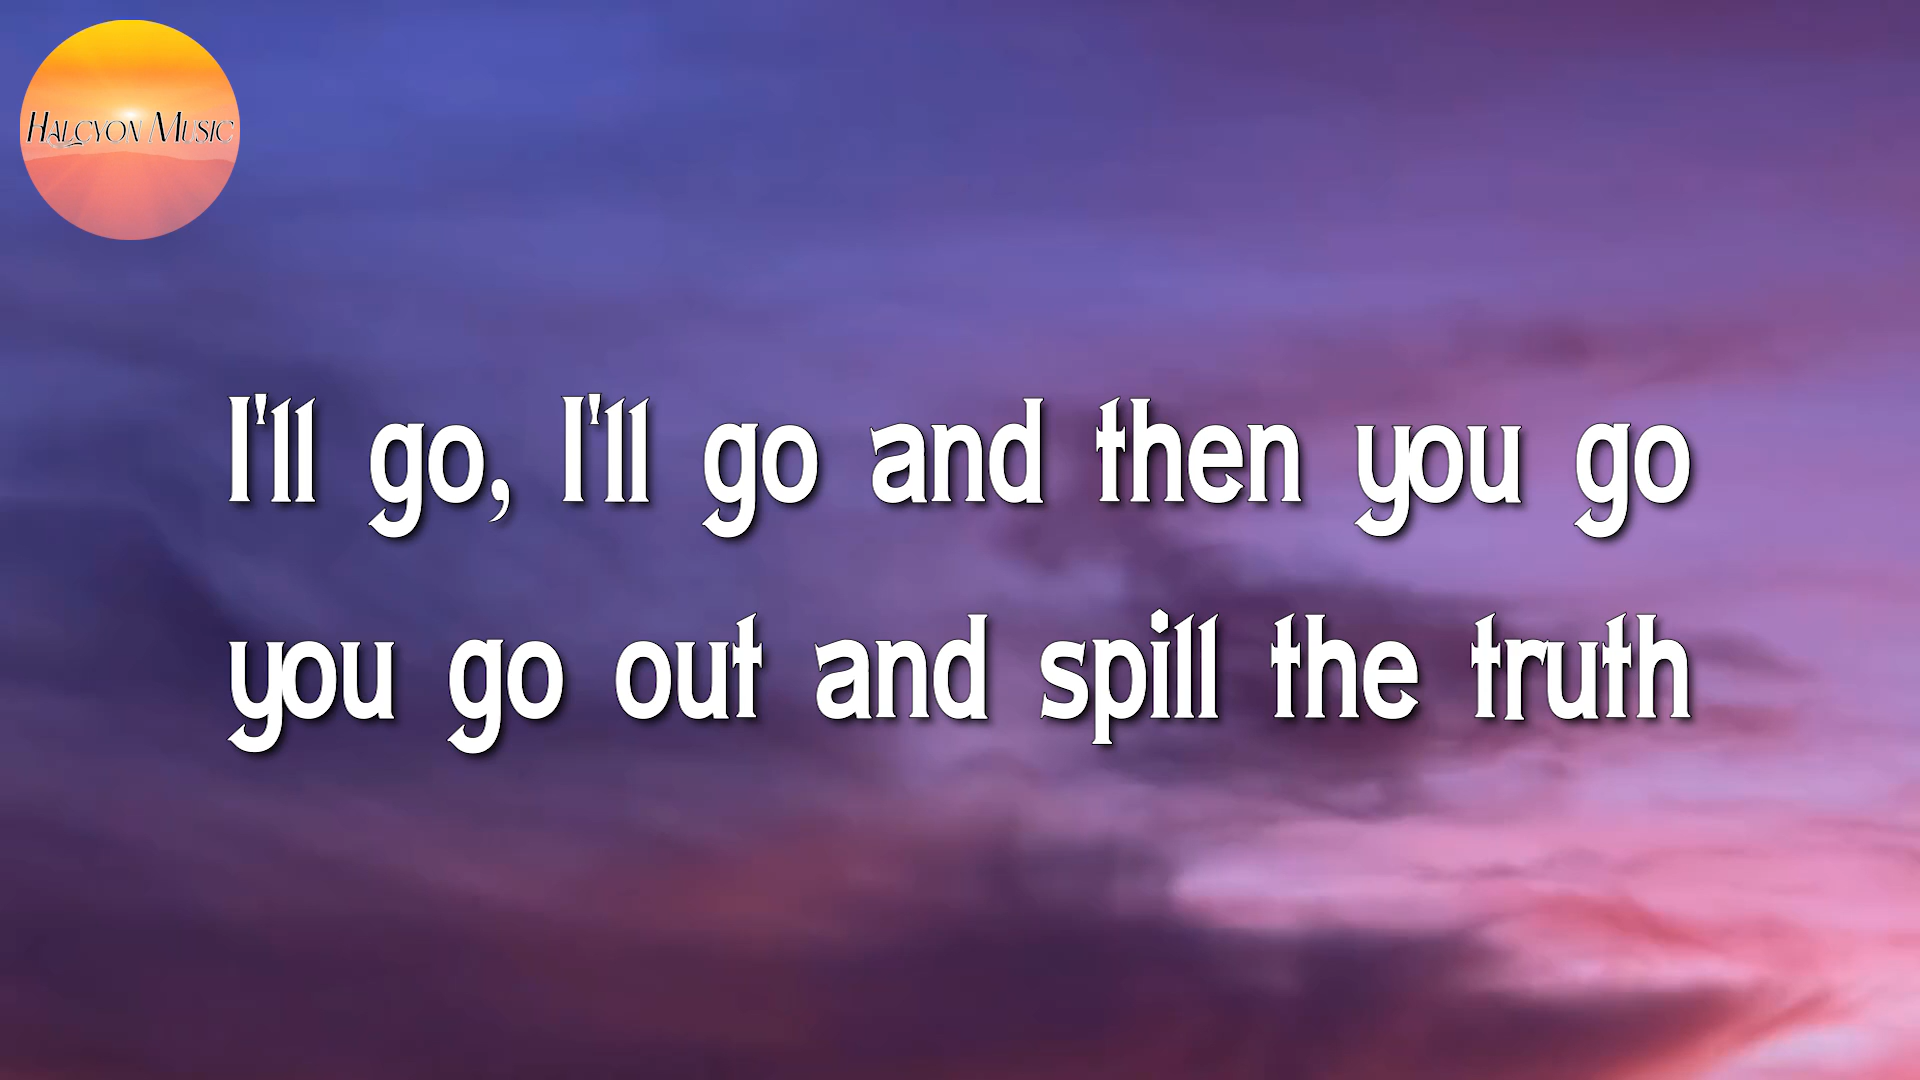 Halcyon Music
I'll go, I'll go and then you go
you go out and spill the truth